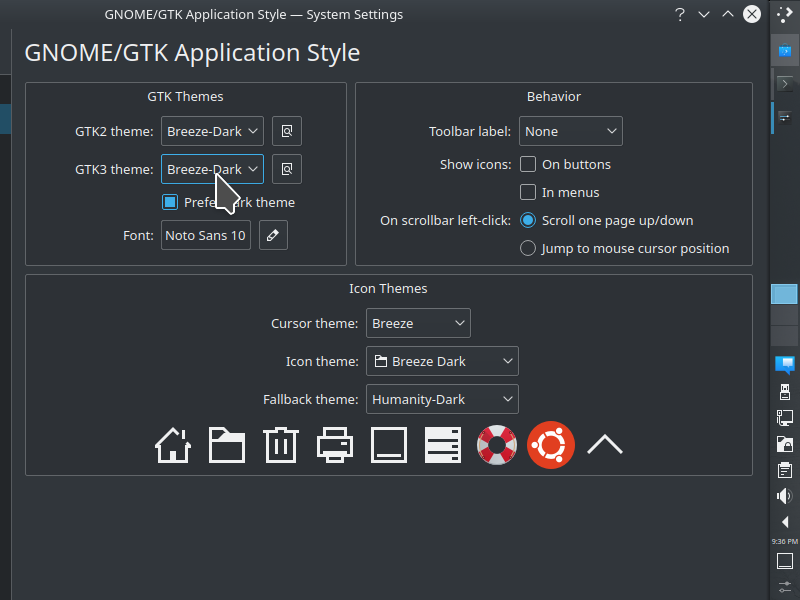 GNOME/GTK Application Style — System Settings
?
GNOME/GTK Application Style
GTK Themes
GTK2 theme: Breeze-Dark
GTK3 theme: Breeze-Dark
theme
Font: Noto Sans 10
Behavior
Toolbar label: None
Show icons: On buttons
In menus
On scrollbar left-click: Scroll one page up/down
Jump to mouse cursor position
Icon Themes
Cursor theme: Breeze
Icon theme: Breeze Dark
Fallback theme: Humanity-Dark
9:36 PM